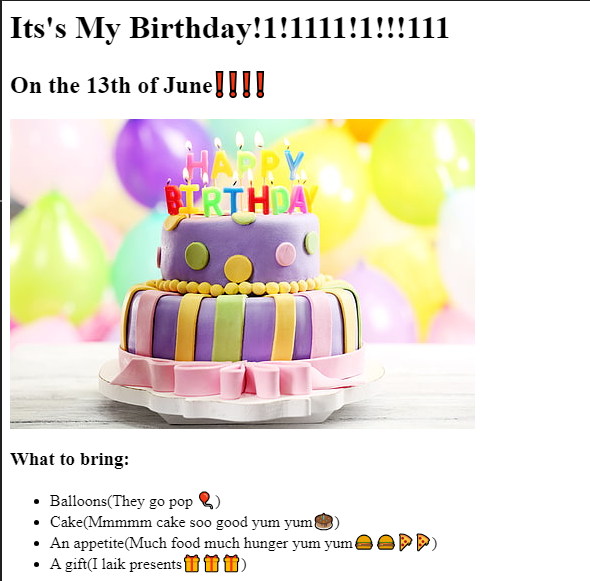 Its's My Birthday!1!1111!1!!!111
On the 13th of June❗❗❗❗
HAPPY
BIRTHDAY
What to bring:
Balloons(They go pop 🎈)
Cake(Mmmmm cake soo good yum yum🎂)
An appetite(Much food much hunger yum yum🍔🍔🍕🍕)
A gift(I laik presents🎁🎁🎁)